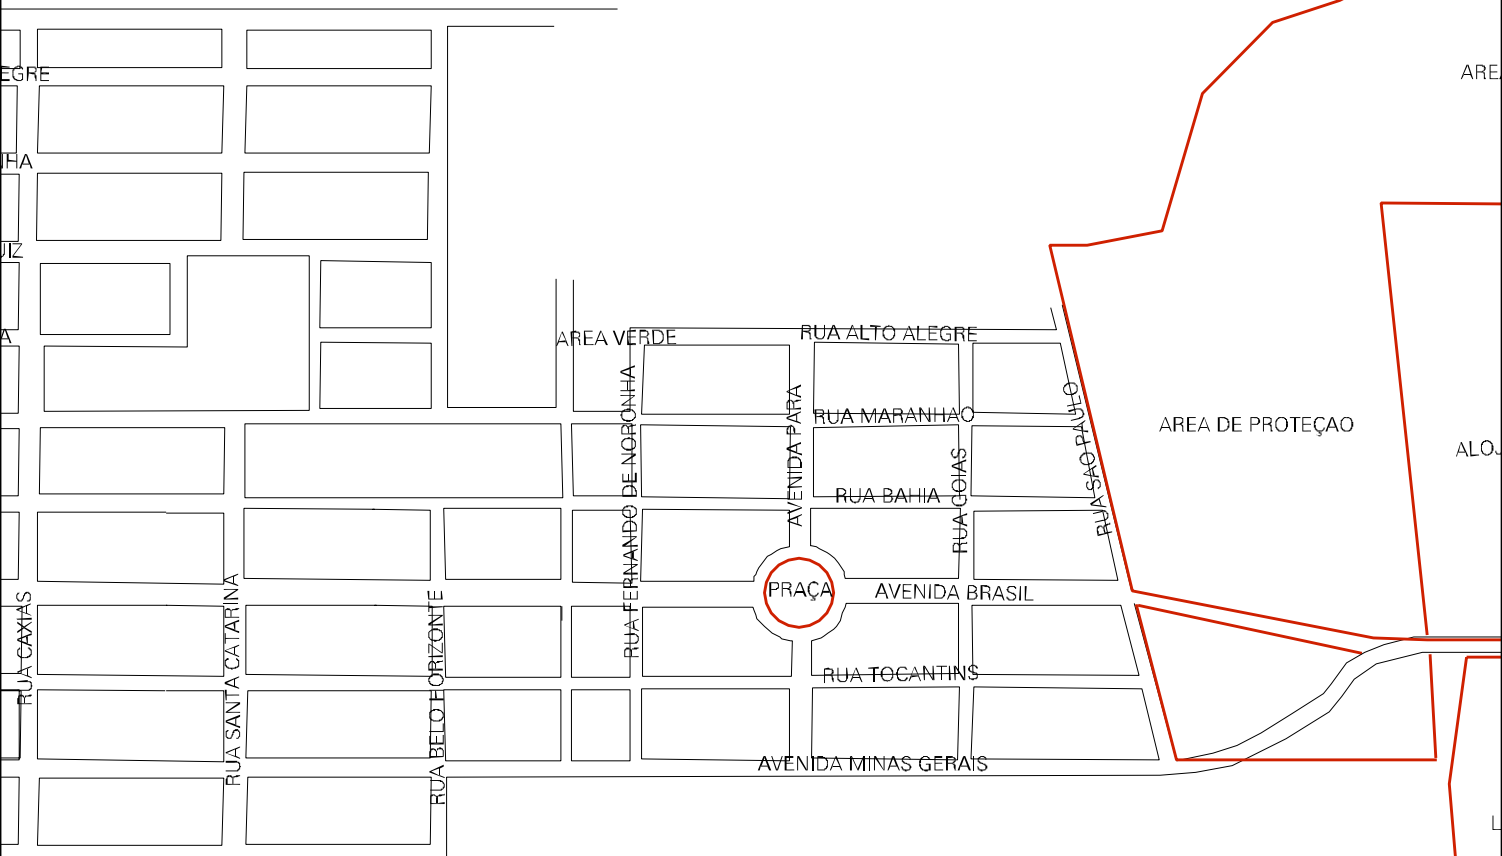 EGRE
AREA
NHA
UIZ
A
AREA VERDE
RUA ALTO ALEGRE
RUA MARANHAO
RUA BAHIA
AVENIDA BRASIL
PRAÇA
RUA TOCANTINS
AVENIDA MINAS GERAIS
AREA DE PROTEÇAO
ALOJ
RUA CAXIAS
RUA SANTA CATARINA
RUA BELO HORIZONTE
RUA FERNANDO DE NORONHA
AVENIDA PARA
RUA GOIAS
RUA SAO PAULO
L